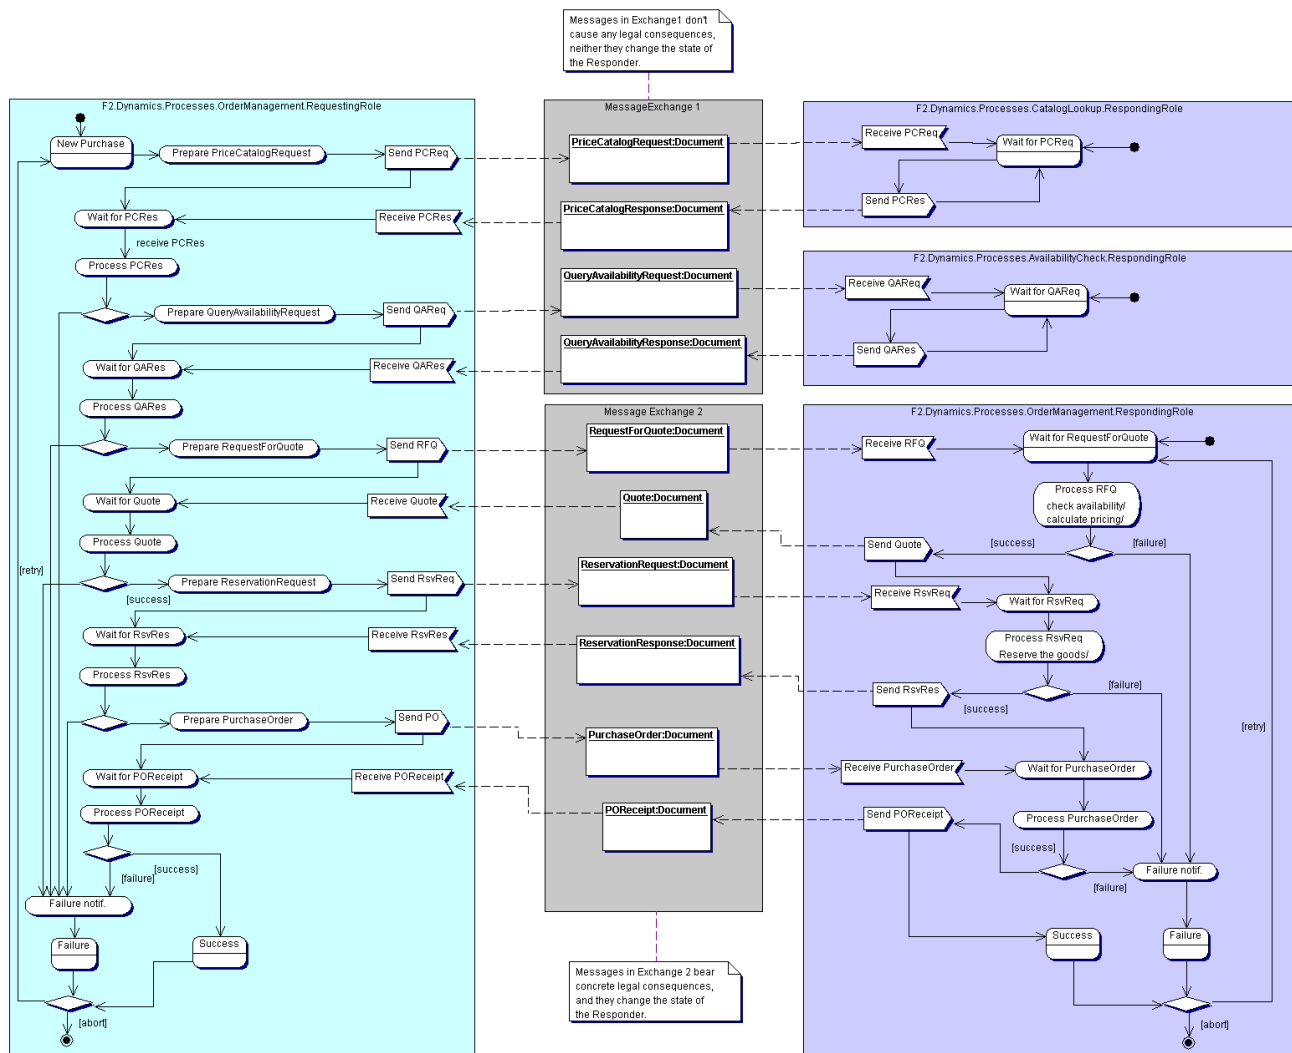 Messages in Exchange1 don't
cause any legal consequences,
neither they change the state of
the Responder.
F2.Dynamics.Processes.OrderManagement.RequestingRole
New Purchase
Prepare PriceCatalogRequest
Send PCReq
Wait for PCRes
Receive PCRes
receive PCRes
Process PCRes
Prepare QueryAvailabilityRequest
Send QAReq
Wait for QARes
Receive QARes
Process QARes
Prepare RequestForQuote
Send RFQ
Wait for Quote
Receive Quote
Process Quote
[retry]
Prepare ReservationRequest
Send RsvReq
[success]
Wait for RsvRes
Receive RsvRes
Process RsvRes
Prepare PurchaseOrder
Send PO
Wait for POReceipt
Receive POReceipt
Process POReceipt
[success]
[failure]
Failure notif.
Failure
Success
[abort]
MessageExchange 1
PriceCatalogRequest:Document
PriceCatalogResponse:Document
QueryAvailabilityRequest:Document
QueryAvailabilityResponse:Document
Message Exchange 2
RequestForQuote:Document
Quote:Document
ReservationRequest:Document
ReservationResponse:Document
PurchaseOrder:Document
POReceipt:Document
Messages in Exchange 2 bear
concrete legal consequences,
and they change the state of
the Responder.
F2.Dynamics.Processes.CatalogLookup.RespondingRole
Receive PCReq
Wait for PCReq
Send PCRes
F2.Dynamics.Processes.AvailabilityCheck.RespondingRole
Receive QAReq
Wait for QAReq
Send QARes
F2.Dynamics.Processes.OrderManagement.RespondingRole
Receive RFQ
Wait for RequestForQuote
Process RFQ
check availability/
calculate pricing/
Send Quote
[success]
[failure]
Receive RsvReq
Wait for RsvReq
Process RsvReq
Reserve the goods/
Send RsvRes
[success]
[failure]
[retry]
Receive PurchaseOrder
Wait for PurchaseOrder
Send POReceipt
Process PurchaseOrder
[success]
[failure]
Failure notif.
Success
Failure
[abort]